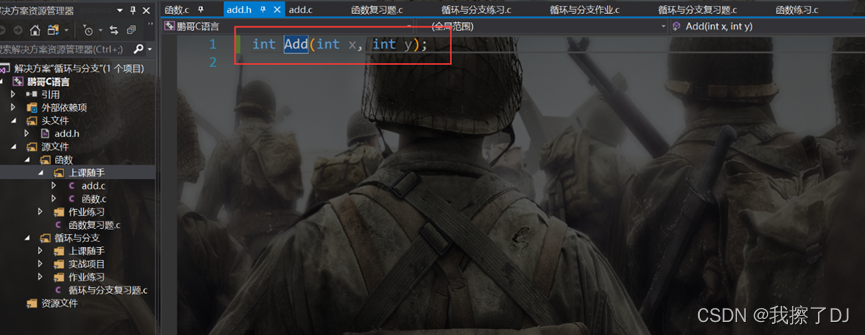 解决方案资源管理器
搜索解决方案资源管理器(Ctrl+;)
解决方案"循环与分支"(1 个项目)
鹏哥C语言
引用
外部依赖项
头文件
add.h
源文件
函数
上课随手
add.c
函数.c
作业练习
函数复习题.c
循环与分支
上课随手
实战项目
作业练习
循环与分支复习题.c
资源文件
函数.c add.h add.c 函数复习题.c 循环与分支练习.c 循环与分支作业.c 循环与分支复习题.c 函数练习.c
鹏哥C语言 (全局范围) Add(int x, int y)
1 int Add(int x, int y);
2
CSDN @我擦了DJ